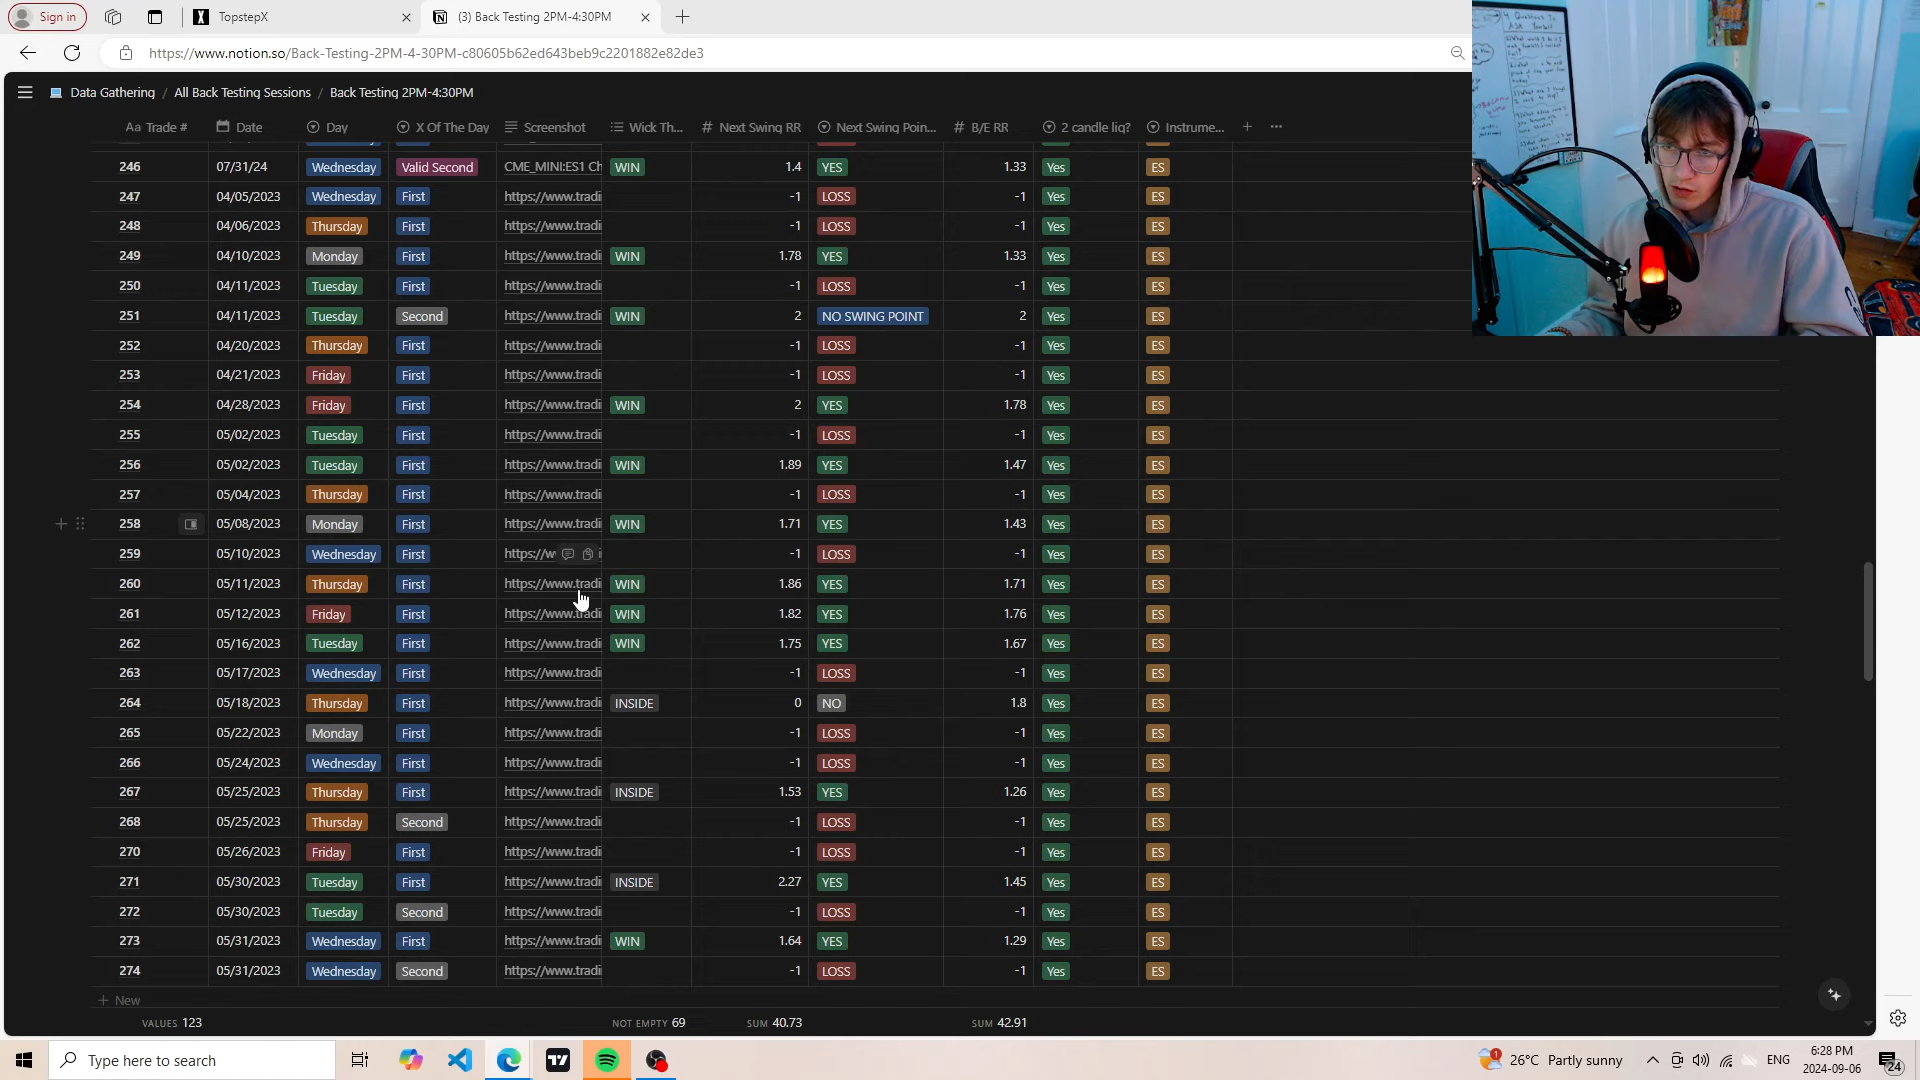 Sign in
TopstepX
(3) Back Testing 2PM-4:30PM
https://www.notion.so/Back-Testing-2PM-4-30PM-c80605b62ed643beb9c2201882e82de3
Data Gathering / All Back Testing Sessions / Back Testing 2PM-4:30PM
Aa Trade # Date Day X Of The Day Screenshot Wick Th... # Next Swing RR Next Swing Poin... # B/E RR 2 candle liq? Instrume... + ...
246 07/31/24 Wednesday Valid Second CME_MINI:ES1 Ch WIN 1.4 YES 1.33 Yes ES
247 04/05/2023 Wednesday First https://www.tradi -1 LOSS -1 Yes ES
248 04/06/2023 Thursday First https://www.tradi -1 LOSS -1 Yes ES
249 04/10/2023 Monday First https://www.tradi WIN 1.78 YES 1.33 Yes ES
250 04/11/2023 Tuesday First https://www.tradi -1 LOSS -1 Yes ES
251 04/11/2023 Tuesday Second https://www.tradi WIN 2 NO SWING POINT 2 Yes ES
252 04/20/2023 Thursday First https://www.tradi -1 LOSS -1 Yes ES
253 04/21/2023 Friday First https://www.tradi -1 LOSS -1 Yes ES
254 04/28/2023 Friday First https://www.tradi WIN 2 YES 1.78 Yes ES
255 05/02/2023 Tuesday First https://www.tradi -1 LOSS -1 Yes ES
256 05/02/2023 Tuesday First https://www.tradi WIN 1.89 YES 1.47 Yes ES
257 05/04/2023 Thursday First https://www.tradi -1 LOSS -1 Yes ES
258 05/08/2023 Monday First https://www.tradi WIN 1.71 YES 1.43 Yes ES
259 05/10/2023 Wednesday First https://w -1 LOSS -1 Yes ES
260 05/11/2023 Thursday First https://www.tradi WIN 1.86 YES 1.71 Yes ES
261 05/12/2023 Friday First https://www.tradi WIN 1.82 YES 1.76 Yes ES
262 05/16/2023 Tuesday First https://www.tradi WIN 1.75 YES 1.67 Yes ES
263 05/17/2023 Wednesday First https://www.tradi -1 LOSS -1 Yes ES
264 05/18/2023 Thursday First https://www.tradi INSIDE 0 NO 1.8 Yes ES
265 05/22/2023 Monday First https://www.tradi -1 LOSS -1 Yes ES
266 05/24/2023 Wednesday First https://www.tradi -1 LOSS -1 Yes ES
267 05/25/2023 Thursday First https://www.tradi INSIDE 1.53 YES 1.26 Yes ES
268 05/25/2023 Thursday Second https://www.tradi -1 LOSS -1 Yes ES
270 05/26/2023 Friday First https://www.tradi -1 LOSS -1 Yes ES
271 05/30/2023 Tuesday First https://www.tradi INSIDE 2.27 YES 1.45 Yes ES
272 05/30/2023 Tuesday Second https://www.tradi -1 LOSS -1 Yes ES
273 05/31/2023 Wednesday First https://www.tradi WIN 1.64 YES 1.29 Yes ES
274 05/31/2023 Wednesday Second https://www.tradi -1 LOSS -1 Yes ES
+ New
VALUES 123 NOT EMPTY 69 SUM 40.73 SUM 42.91
Type here to search
26°C Partly sunny
ENG
6:28 PM
2024-09-06
24